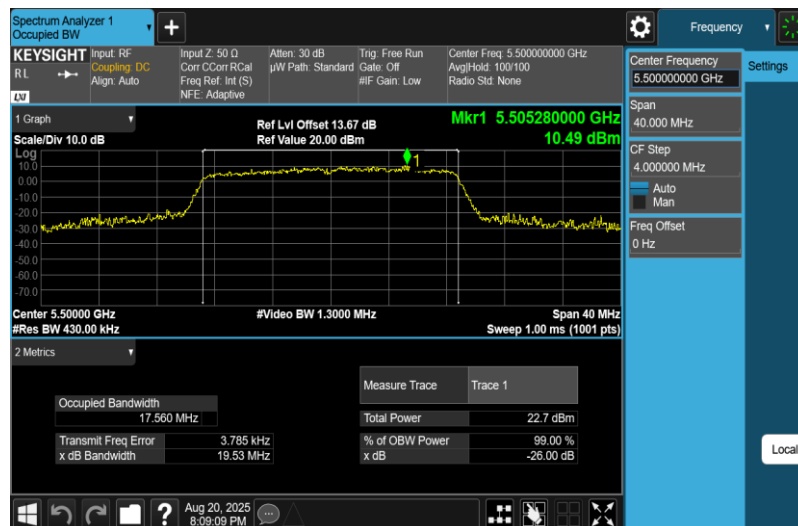 Spectrum Analyzer 1
Occupied BW
Frequency
KEYSIGHT
RL
LXI
Input: RF
Coupling: DC
Align: Auto
Input Z: 50 Ω
Corr CCorr RCal
Freq Ref: Int (S)
NFE: Adaptive
Atten: 30 dB
µW Path: Standard
Trig: Free Run
Gate: Off
#IF Gain: Low
Center Freq: 5.500000000 GHz
Avg|Hold: 100/100
Radio Std: None
Center Frequency
5.500000000 GHz
Settings
Span
40.000 MHz
CF Step
4.000000 MHz
Auto
Man
Freq Offset
0 Hz
Local
1 Graph
Scale/Div 10.0 dB
Ref Lvl Offset 13.67 dB
Ref Value 20.00 dBm
Mkr1 5.505280000 GHz
10.49 dBm
Log
10.0
0.00
-10.0
-20.0
-30.0
-40.0
-50.0
-60.0
-70.0
1
Center 5.50000 GHz
#Res BW 430.00 kHz
#Video BW 1.3000 MHz
Span 40 MHz
Sweep 1.00 ms (1001 pts)
2 Metrics
Occupied Bandwidth
17.560 MHz
Transmit Freq Error 3.785 kHz
x dB Bandwidth 19.53 MHz
Measure Trace Trace 1
Total Power 22.7 dBm
% of OBW Power 99.00 %
x dB -26.00 dB
?
Aug 20, 2025
8:09:09 PM